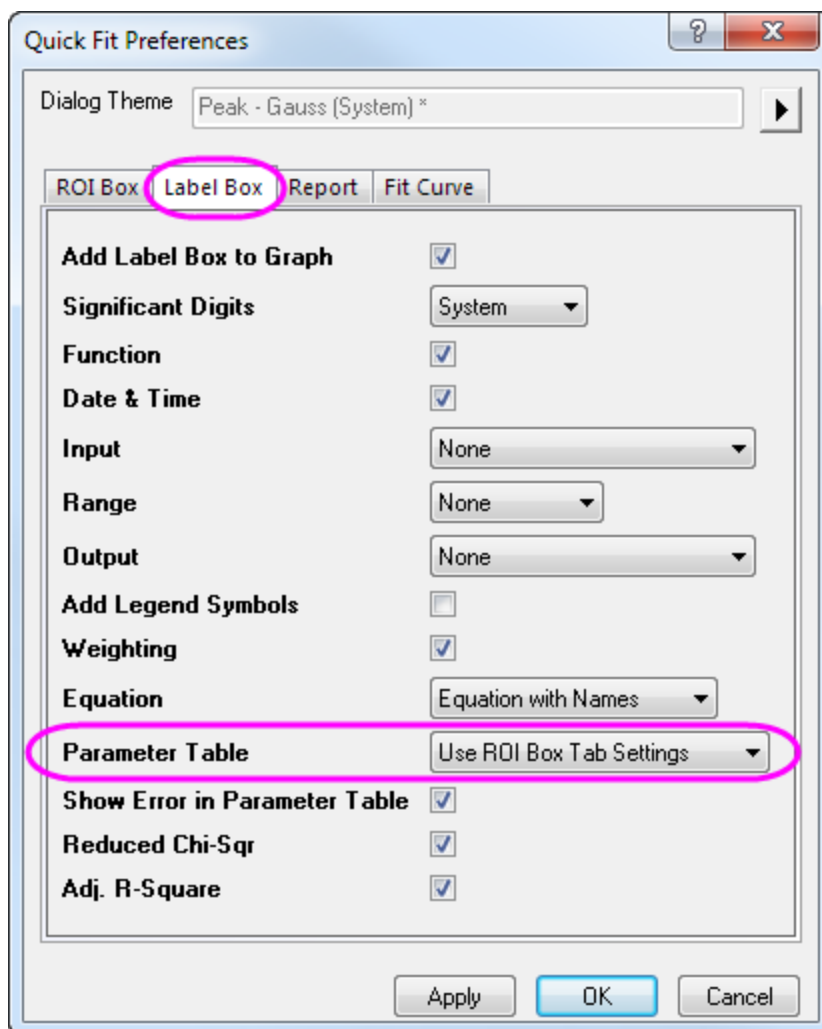 Quick Fit Preferences ?
Dialog Theme Peak - Gauss (System) *
ROI Box Label Box Report Fit Curve
Add Label Box to Graph
Significant Digits System
Function
Date & Time
Input None
Range None
Output None
Add Legend Symbols
Weighting
Equation Equation with Names
Parameter Table Use ROI Box Tab Settings
Show Error in Parameter Table
Reduced Chi-Sqr
Adj. R-Square
Apply OK Cancel